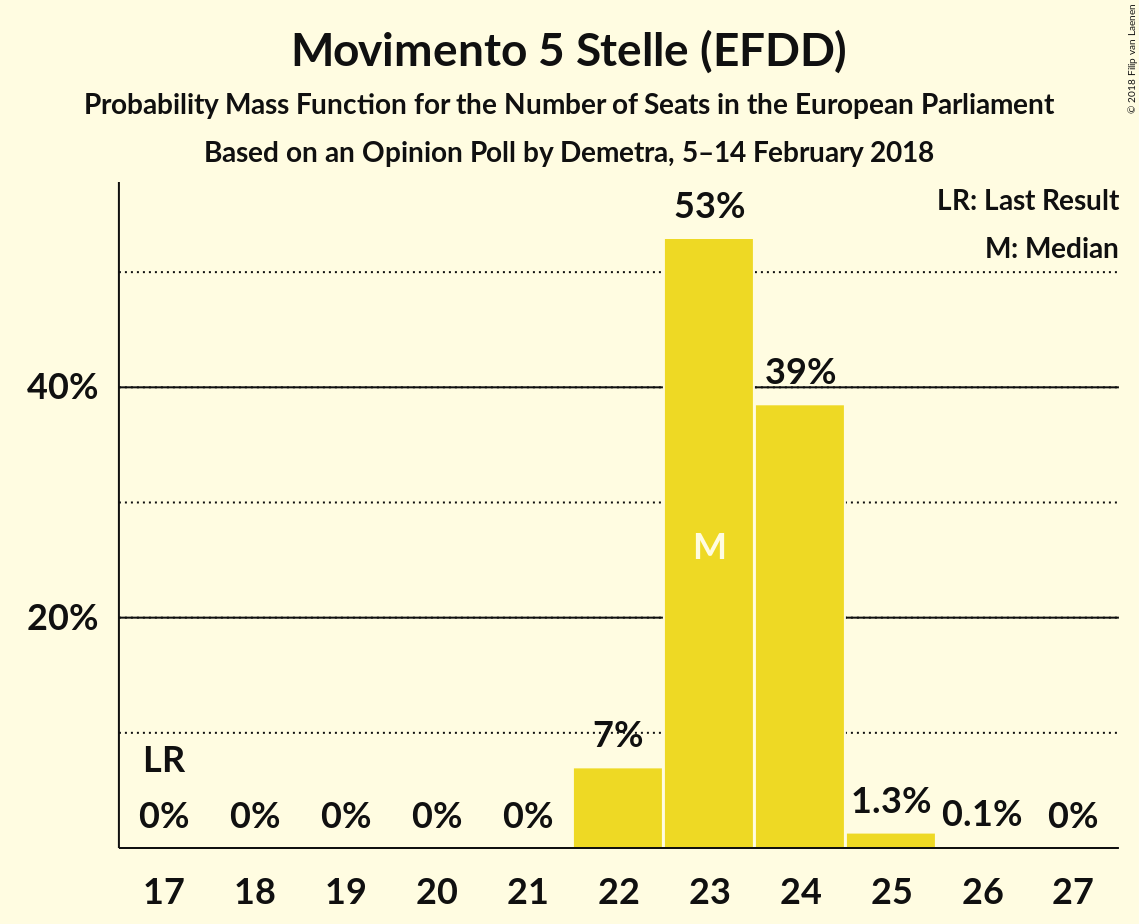 Movimento 5 Stelle (EFDD)
Probability Mass Function for the Number of Seats in the European Parliament
Based on an Opinion Poll by Demetra, 5–14 February 2018
© 2018 Filip van Laenen
LR: Last Result
M: Median
53%
40%
39%
M
20%
7%
LR
0% 0% 0% 0% 0% 1.3% 0.1% 0%
17 18 19 20 21 22 23 24 25 26 27